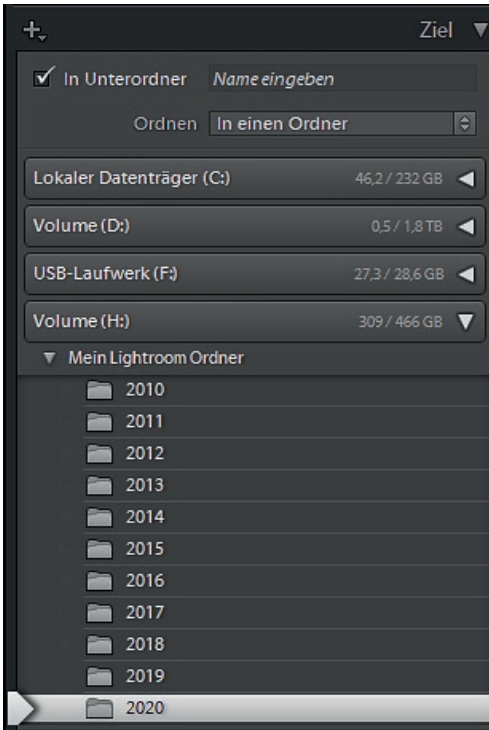 Ziel
In Unterordner Name eingeben
Ordnen In einen Ordner
Lokaler Datenträger (C:) 46,2 / 232 GB
Volume (D:) 0,5 / 1,8 TB
USB-Laufwerk (F:) 27,3 / 28,6 GB
Volume (H:) 309 / 466 GB
Mein Lightroom Ordner
2010
2011
2012
2013
2014
2015
2016
2017
2018
2019
2020